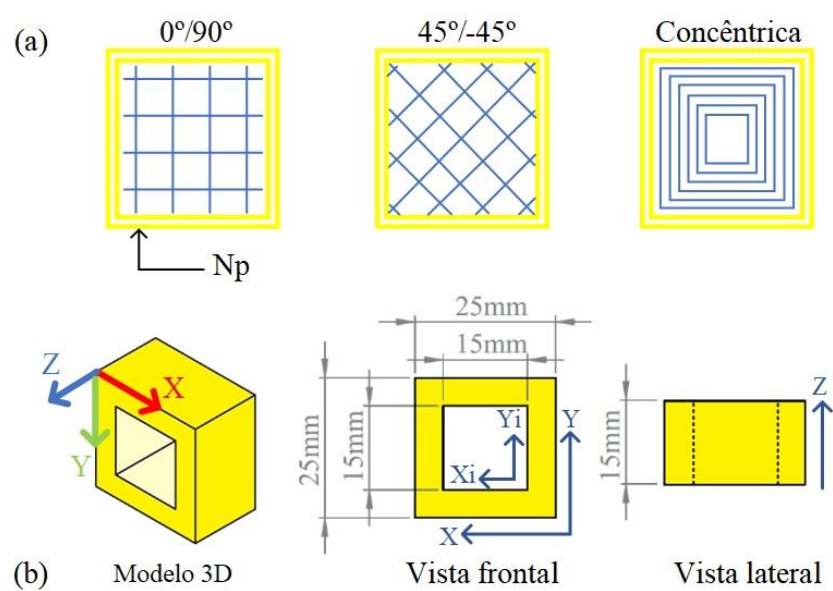 (a)
0º/90º
45º/-45º
Concêntrica
Np
Z
X
Y
25mm
15mm
25mm
15mm
Yi
Y
Xi
X
15mm
Z
(b)
Modelo 3D
Vista frontal
Vista lateral